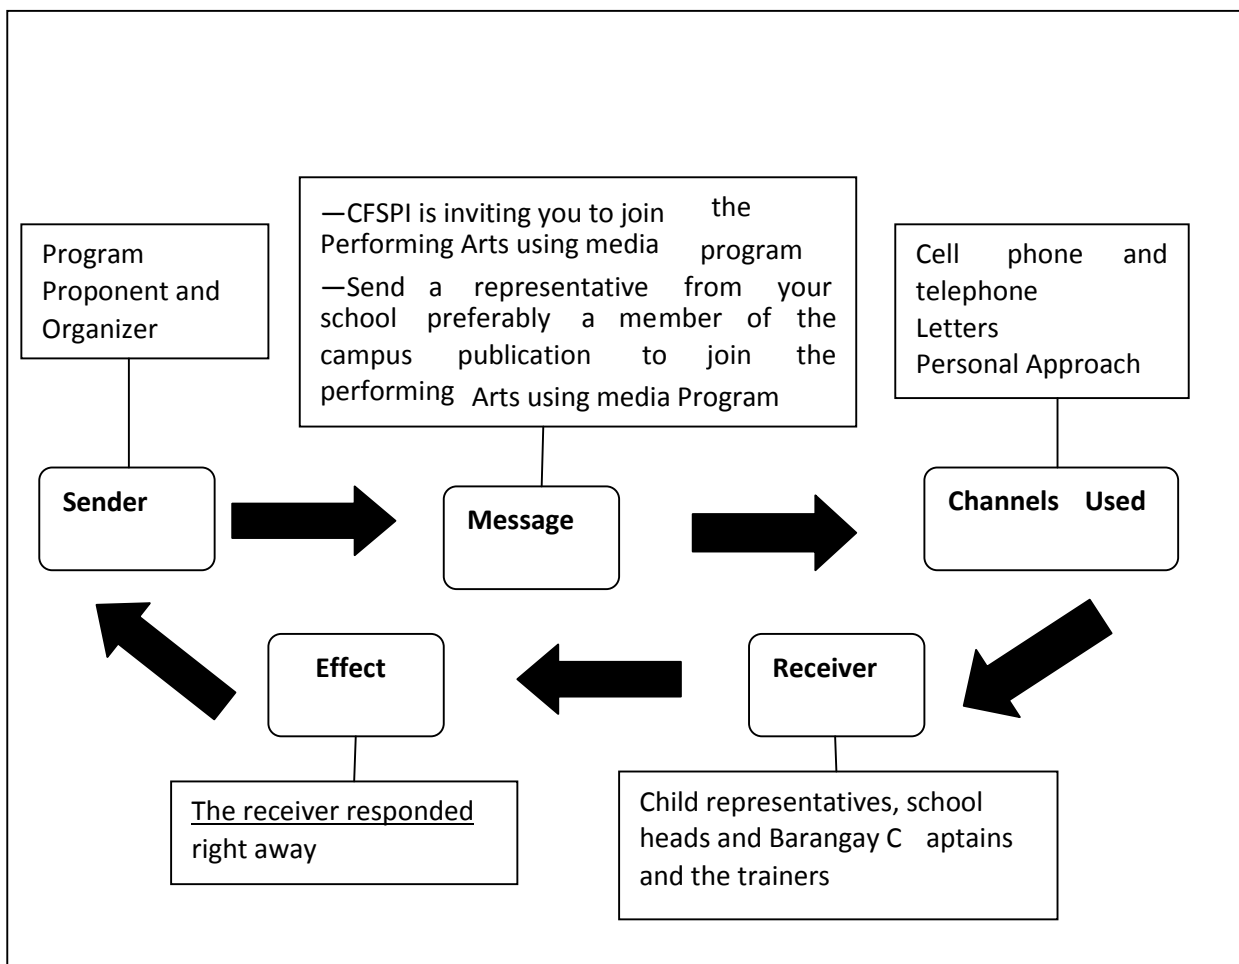 —CFSPI is inviting you to join the
Performing Arts using media program
—Send a representative from your
school preferably a member of the
campus publication to join the
performing Arts using media Program
Program
Proponent and
Organizer
Cell phone and
telephone
Letters
Personal Approach
Sender
Message
Channels Used
Effect
Receiver
The receiver responded
right away
Child representatives, school
heads and Barangay C aptains
and the trainers